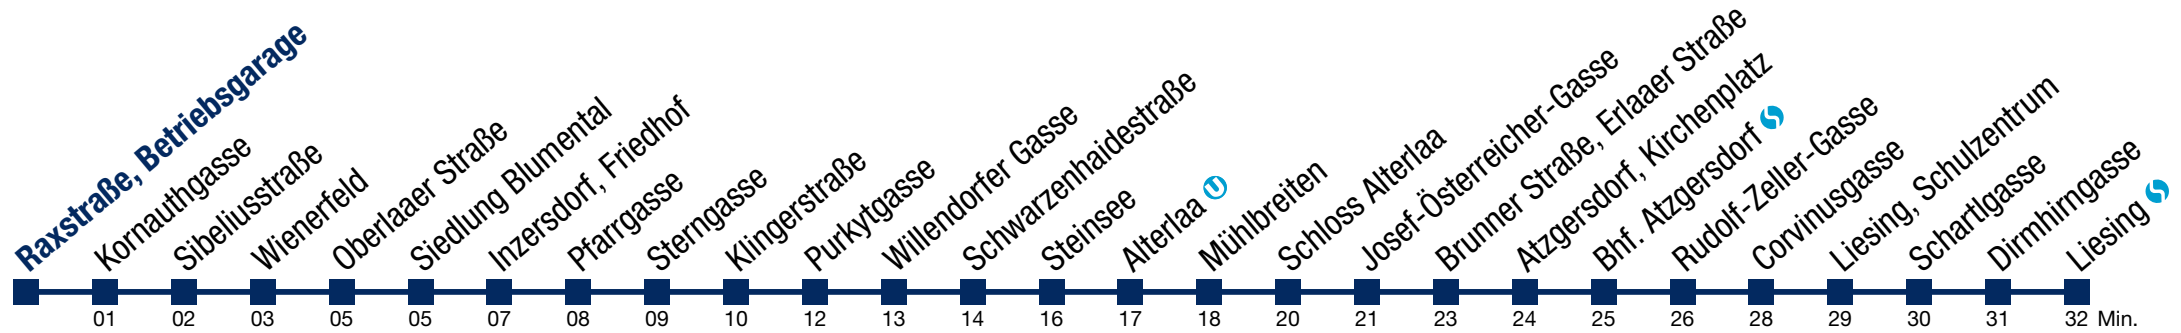 Raxstraße, Betriebsgarage
Kornauthgasse
Sibeliusstraße
Wienerfeld
Oberlaaer Straße
Siedlung Blumental
Inzersdorf, Friedhof
Pfarrgasse
Sterngasse
Klingerstraße
Purkytgasse
Willendorfer Gasse
Schwarzenhaidestraße
Steinsee
Alterlaa U
Mühlbreiten
Schloss Alterlaa
Josef-Österreicher-Gasse
Brunner Straße, Erlaaer Straße
Atzgersdorf, Kirchenplatz
Bhf. Atzgersdorf
Rudolf-Zeller-Gasse
Corvinusgasse
Liesing, Schulzentrum
Schartlgasse
Dirmhirngasse
Liesing
01 02 03 05 05 07 08 09 10 12 13 14 16 17 18 20 21 23 24 25 26 28 29 30 31 32 Min.